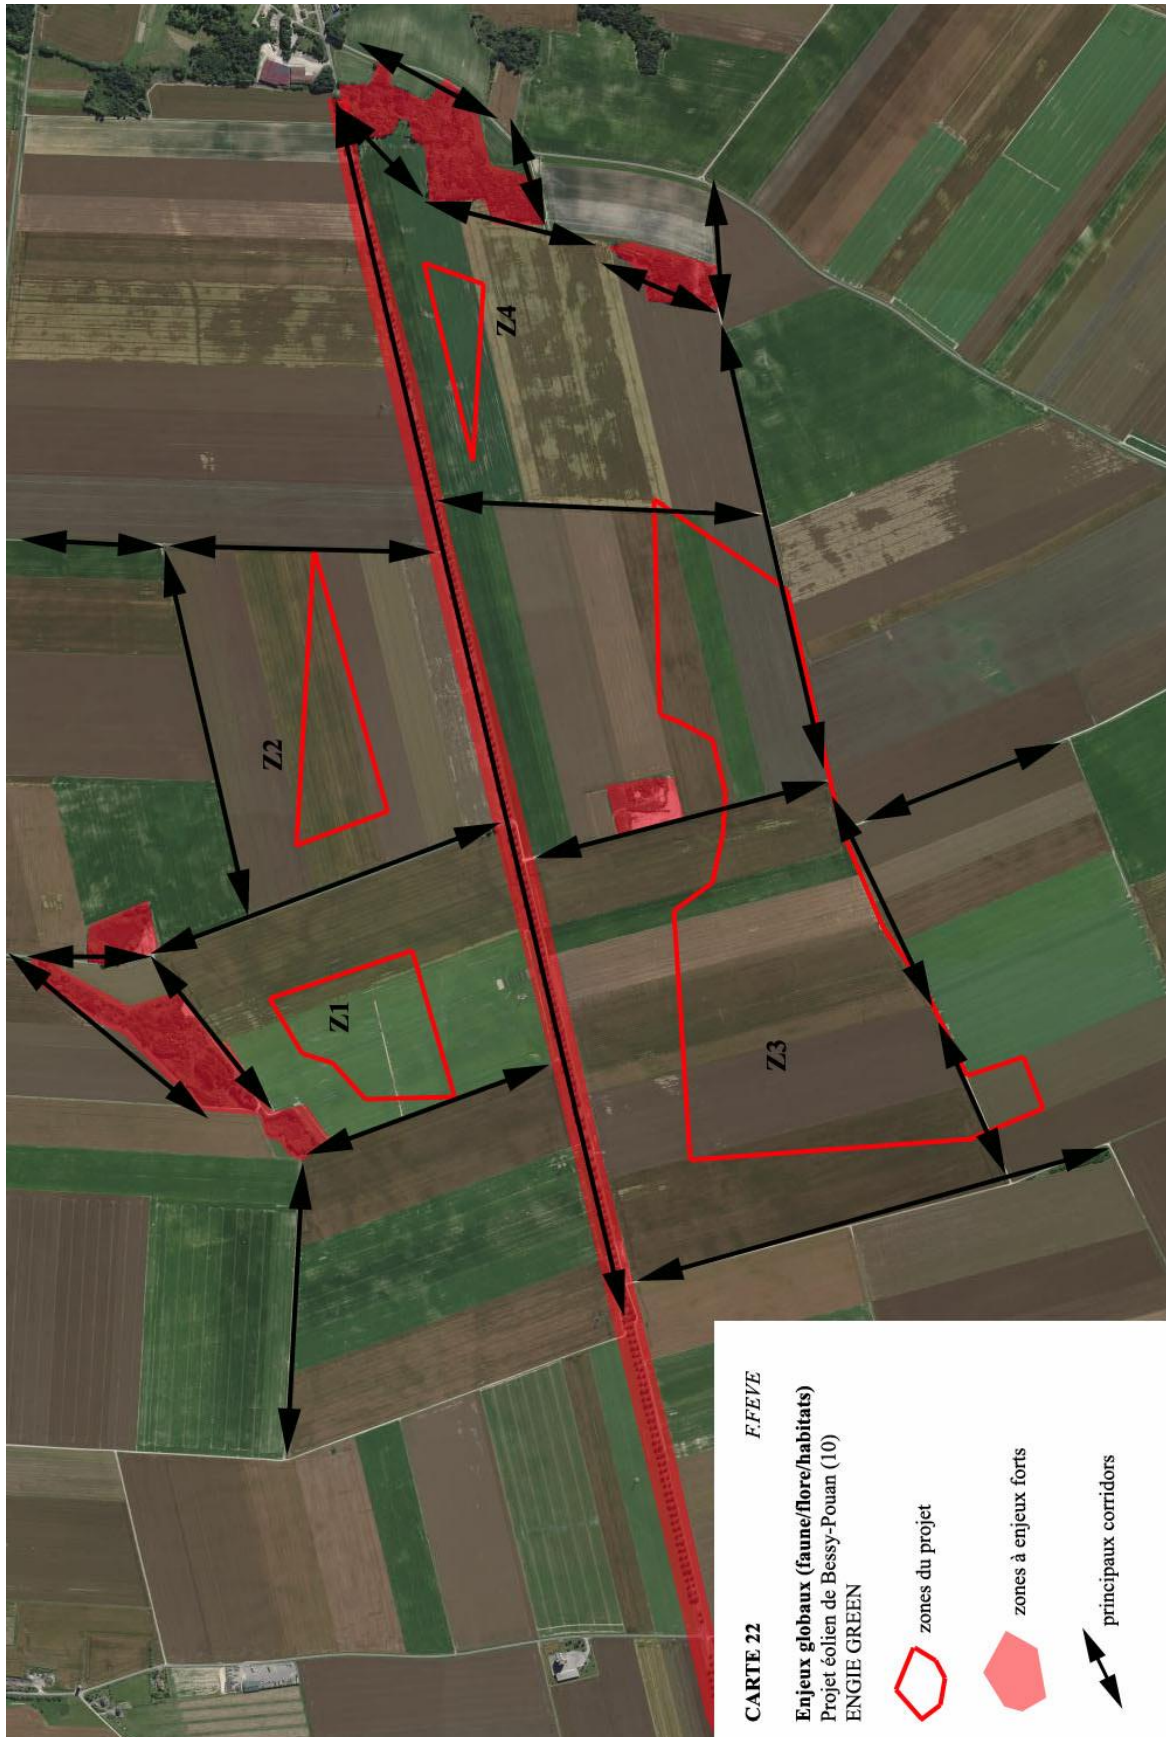 Z1
Z2
Z3
Z4
CARTE 22 F.FEVE
Enjeux globaux (faune/flore/habitats)
Projet éolien de Bessy-Pouan (10)
ENGIE GREEN
zones du projet
zones à enjeux forts
principaux corridors